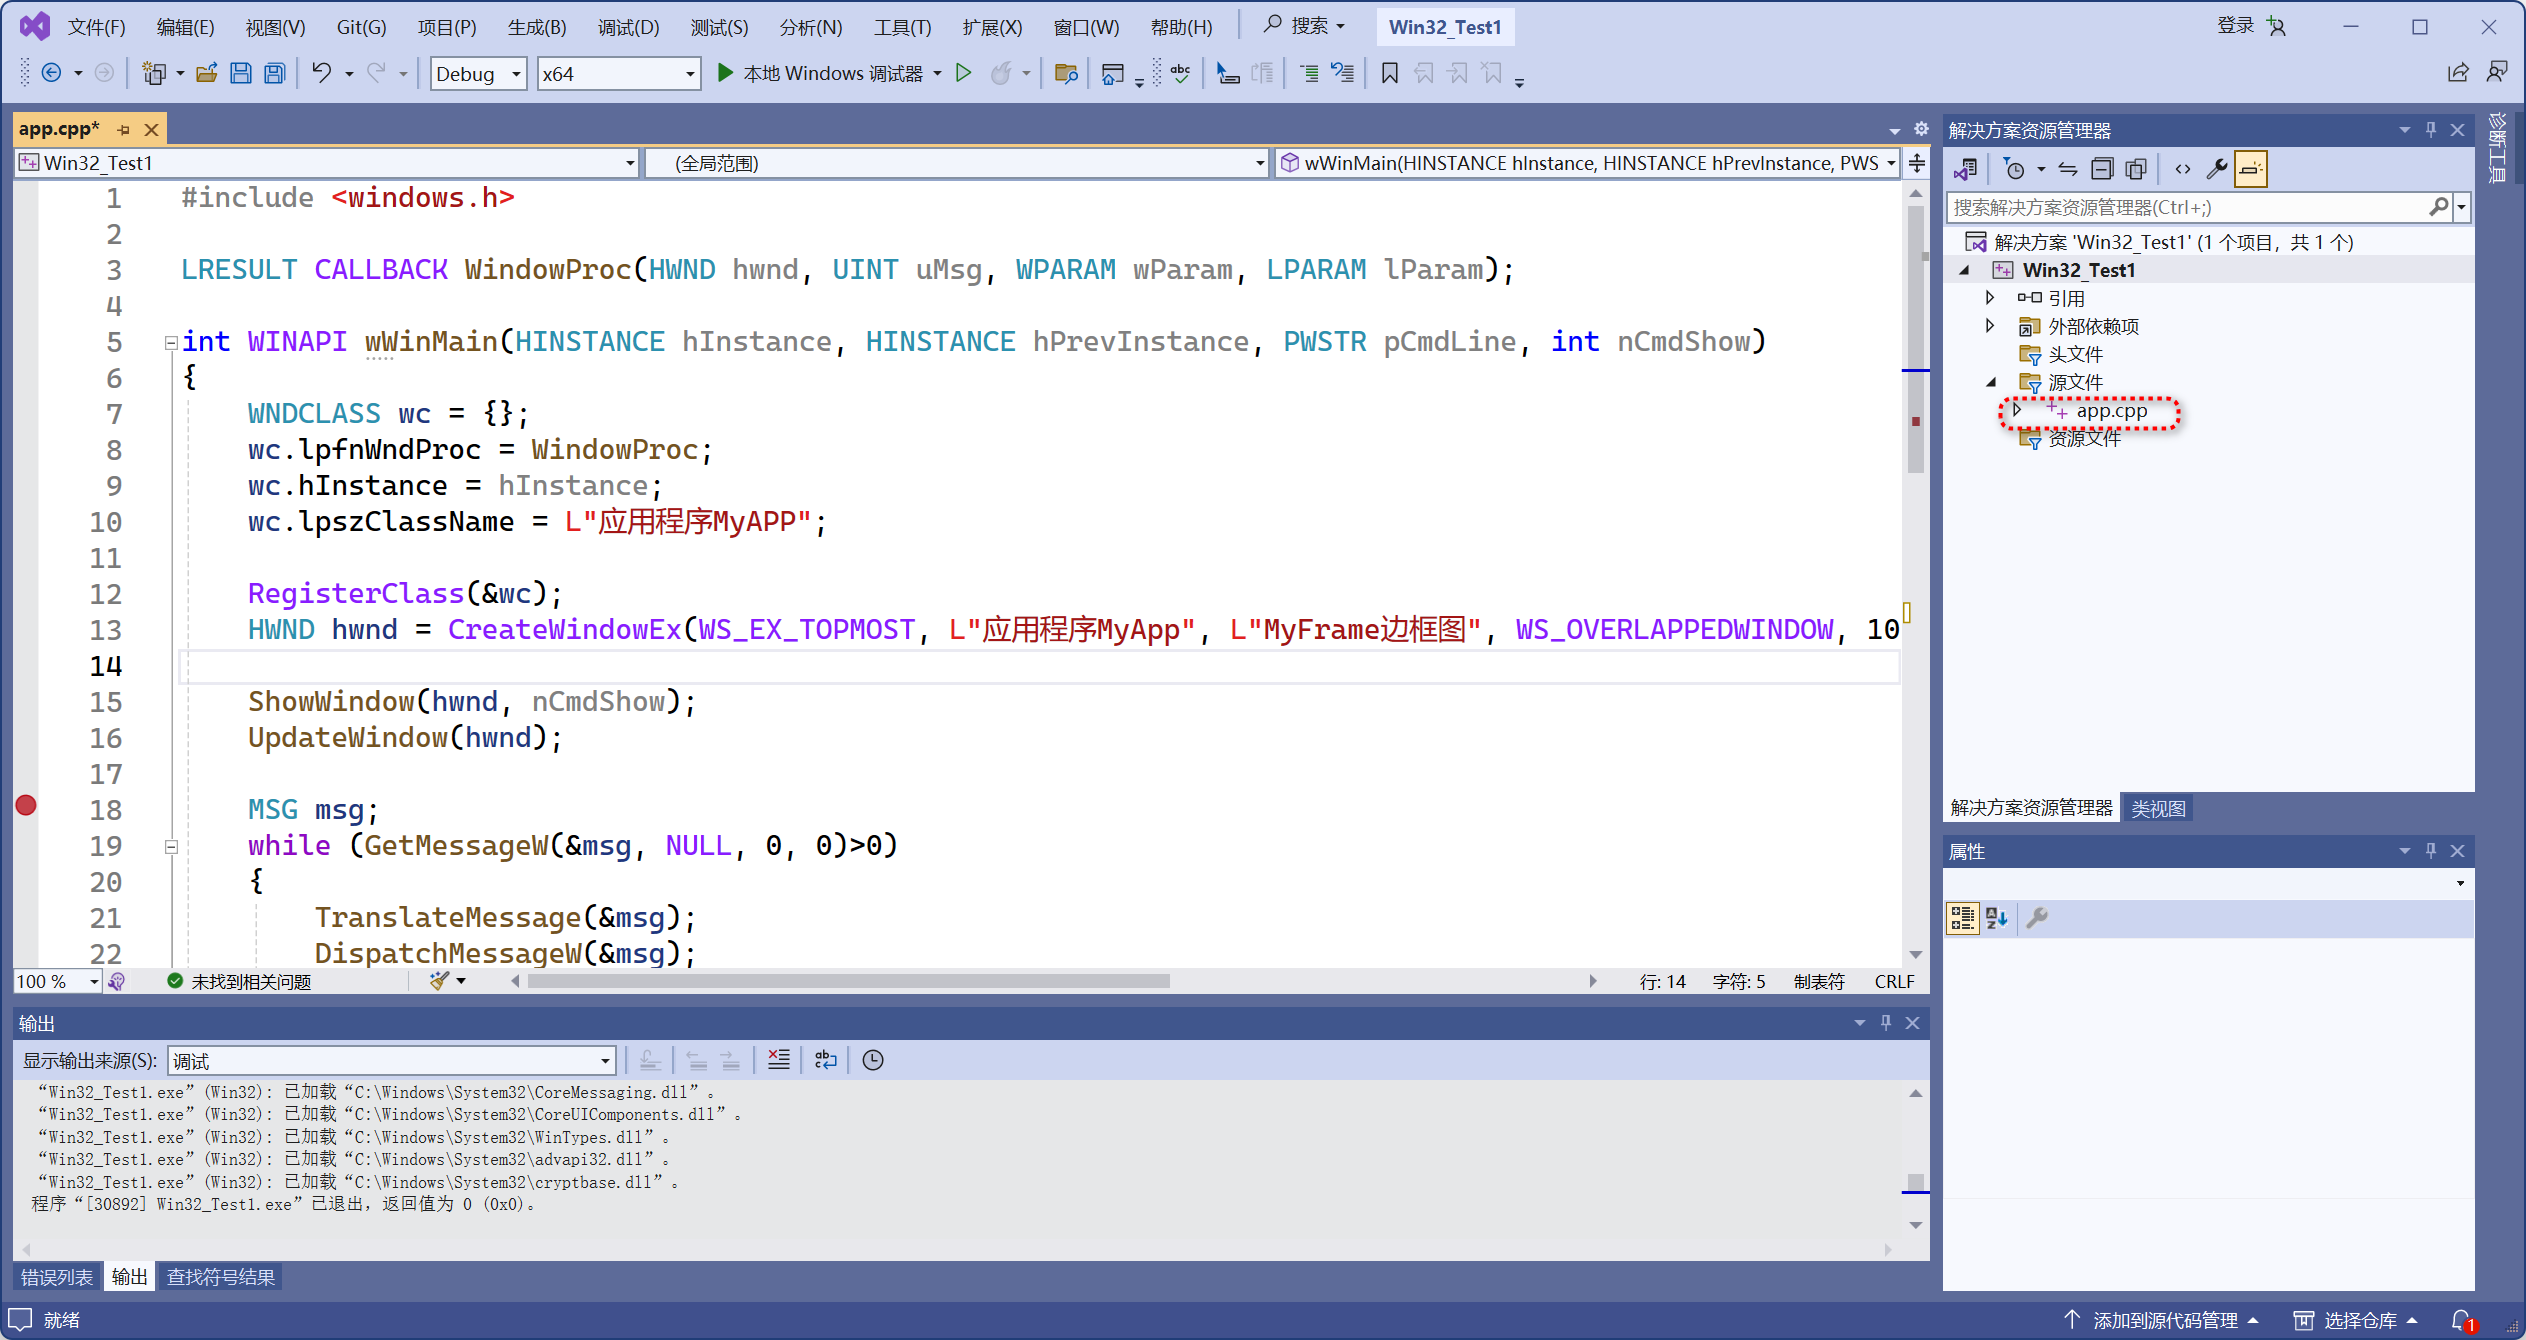 文件(F) 编辑(E) 视图(V) Git(G) 项目(P) 生成(B) 调试(D) 测试(S) 分析(N) 工具(T) 扩展(X) 窗口(W) 帮助(H) 搜索 Win32_Test1 登录
Debug x64 本地 Windows 调试器 abc
app.cpp*
Win32_Test1 (全局范围) wWinMain(HINSTANCE hInstance, HINSTANCE hPrevInstance, PWS
1 #include <windows.h>
2
3 LRESULT CALLBACK WindowProc(HWND hwnd, UINT uMsg, WPARAM wParam, LPARAM lParam);
4
5 int WINAPI wWinMain(HINSTANCE hInstance, HINSTANCE hPrevInstance, PWSTR pCmdLine, int nCmdShow)
6 {
7 WNDCLASS wc = {};
8 wc.lpfnWndProc = WindowProc;
9 wc.hInstance = hInstance;
10 wc.lpszClassName = L"应用程序MyAPP";
11
12 RegisterClass(&wc);
13 HWND hwnd = CreateWindowEx(WS_EX_TOPMOST, L"应用程序MyApp", L"MyFrame边框图", WS_OVERLAPPEDWINDOW, 10
14
15 ShowWindow(hwnd, nCmdShow);
16 UpdateWindow(hwnd);
17
18 MSG msg;
19 while (GetMessageW(&msg, NULL, 0, 0)>0)
20 {
21 TranslateMessage(&msg);
22 DispatchMessageW(&msg);
100 % 未找到相关问题 行: 14 字符: 5 制表符 CRLF
输出
显示输出来源(S): 调试
“Win32_Test1.exe” (Win32): 已加载“C:\Windows\System32\CoreMessaging.dll”。
“Win32_Test1.exe” (Win32): 已加载“C:\Windows\System32\CoreUIComponents.dll”。
“Win32_Test1.exe” (Win32): 已加载“C:\Windows\System32\WinTypes.dll”。
“Win32_Test1.exe” (Win32): 已加载“C:\Windows\System32\advapi32.dll”。
“Win32_Test1.exe” (Win32): 已加载“C:\Windows\System32\cryptbase.dll”。
程序“[30892] Win32_Test1.exe”已退出，返回值为 0 (0x0)。
错误列表 输出 查找符号结果
解决方案资源管理器
搜索解决方案资源管理器(Ctrl+;)
解决方案 'Win32_Test1' (1 个项目，共 1 个)
Win32_Test1
引用
外部依赖项
头文件
源文件
app.cpp
资源文件
解决方案资源管理器 类视图
属性
诊断工具
就绪 添加到源代码管理 选择仓库 1